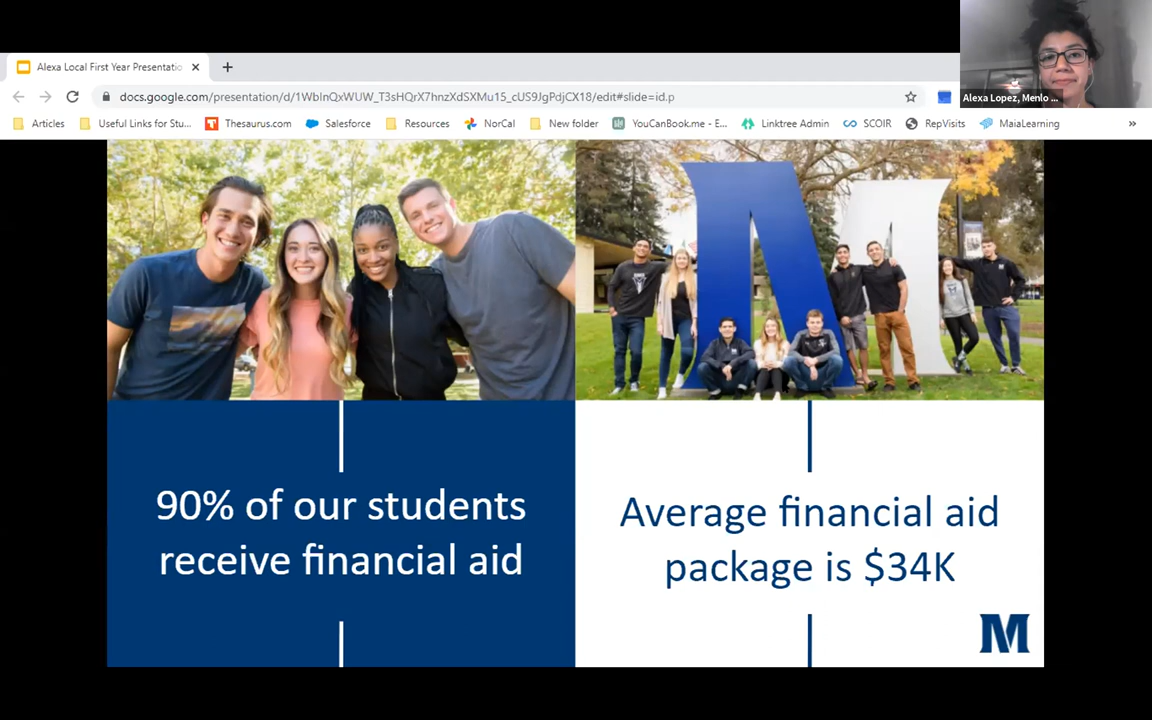 Alexa Local First Year Presentatio
docs.google.com/presentation/d/1WbInQxWUW_T3sHQrX7hnzXdSXMu15_cUS9JgPdjCX18/edit#slide=id.p
Alexa Lopez, Menlo ...
Articles
Useful Links for Stu...
Thesaurus.com
Salesforce
Resources
NorCal
New folder
YouCanBook.me - E...
Linktree Admin
SCOIR
RepVisits
MaiaLearning
»
90% of our students
receive financial aid
Average financial aid
package is $34K
M